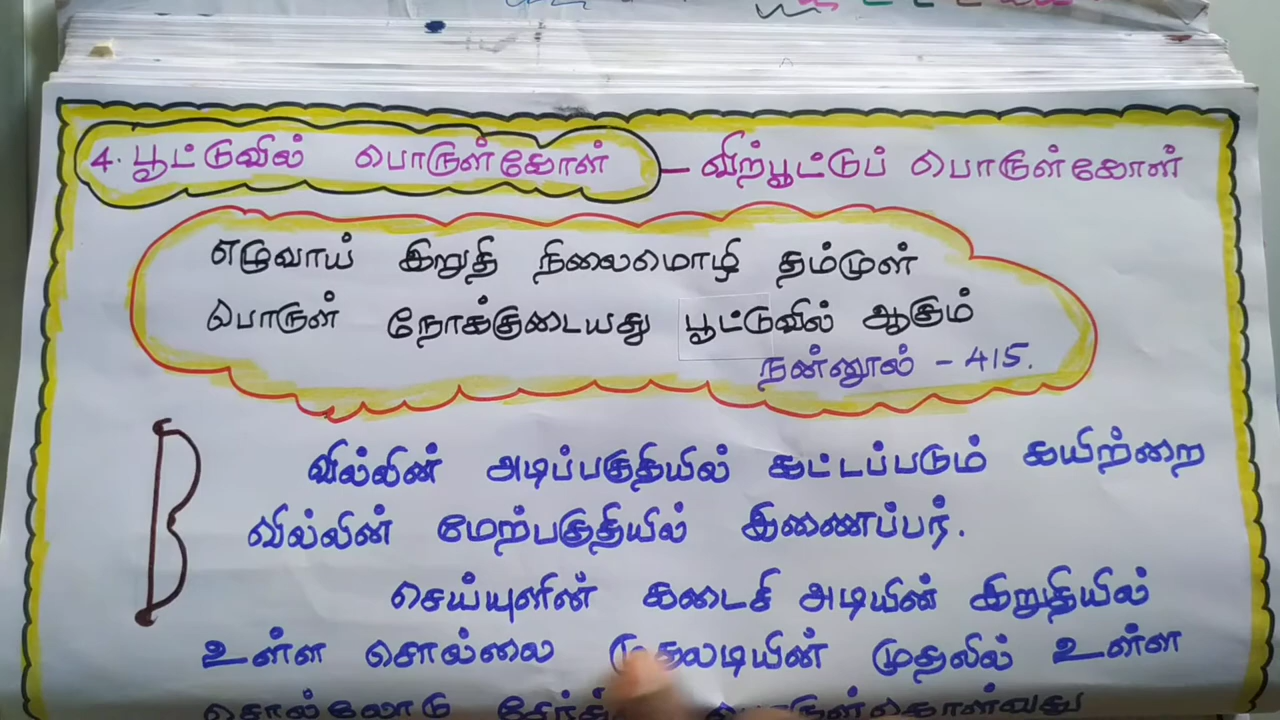 4. பூட்டுவில் பொருள்கோள் – விற்பூட்டுப் பொருள்கோள்
எழுவாய் இறுதி நிலைமொழி தம்முள்
பொருள் நோக்குடையது பூட்டுவில் ஆகும்
நன்னூல் – 415.
வில்லின் அடிப்பகுதியில் கட்டப்படும் கயிற்றை
வில்லின் மேற்பகுதியில் இணைப்பர்.
செய்யுளின் கடைசி அடியின் இறுதியில்
உள்ள சொல்லை முதலடியின் முதலில் உள்ள
சொல்லோடு பொருள்கொள்வது